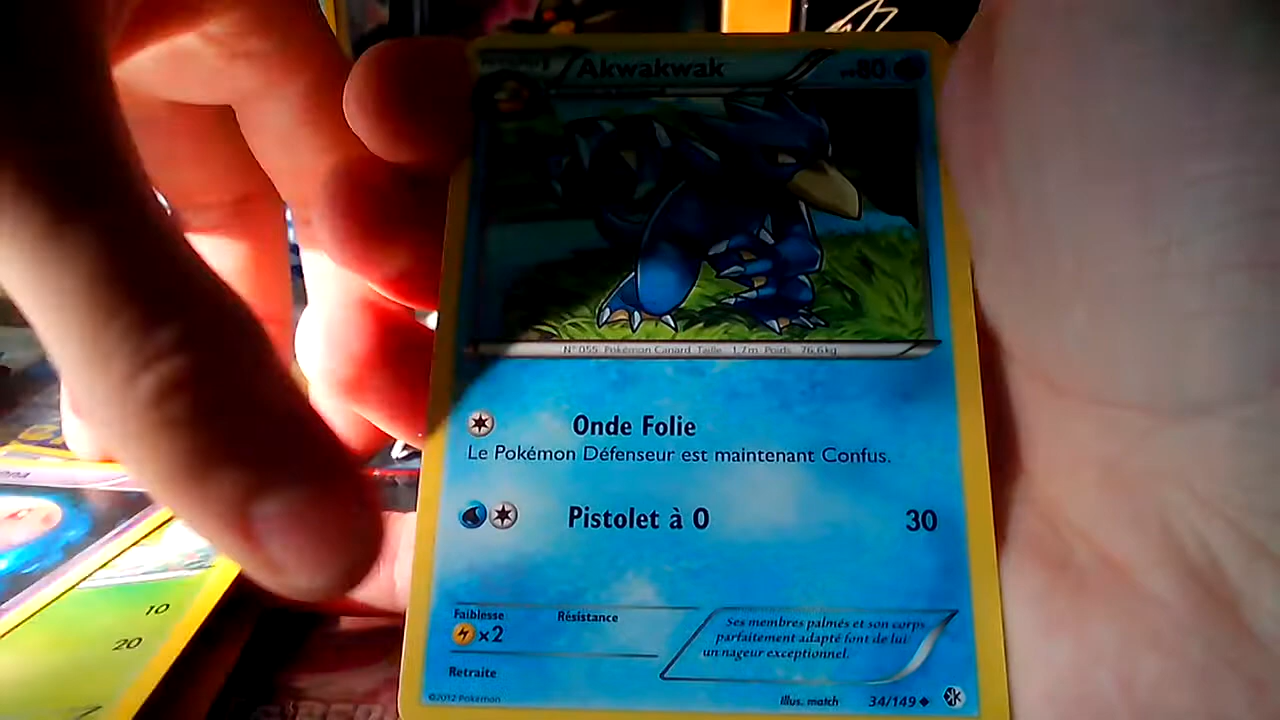 Akwakwak
PV80
N° 055 Pokémon Canard Taille : 1,7m Poids : 76,6kg
Onde Folie
Le Pokémon Défenseur est maintenant Confus.
Pistolet à O 30
Faiblesse Résistance
x2
Retraite
Ses membres palmés et son corps
parfaitement adapté font de lui
un nageur exceptionnel.
©2012 Pokémon
Illus. match 34/149
10
20